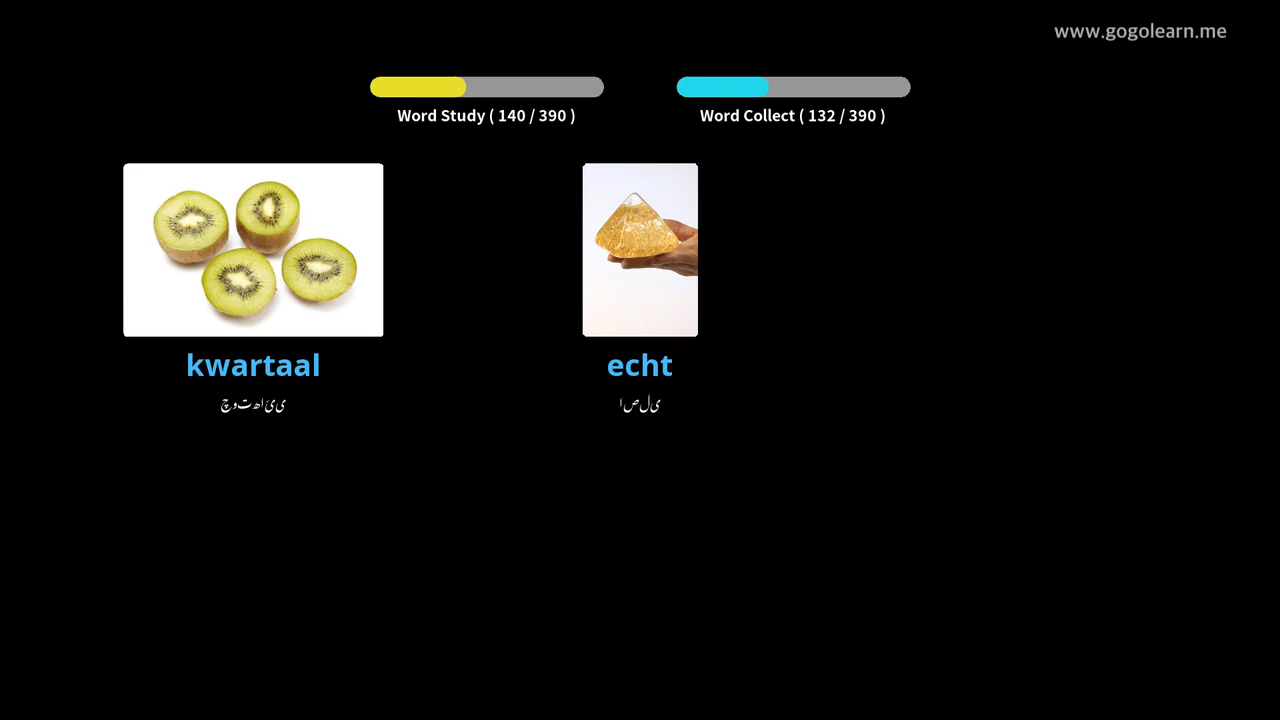 www.gogolearn.me
Word Study ( 140 / 390 )
Word Collect ( 132 / 390 )
kwartaal
چوتھائی
echt
اصلی